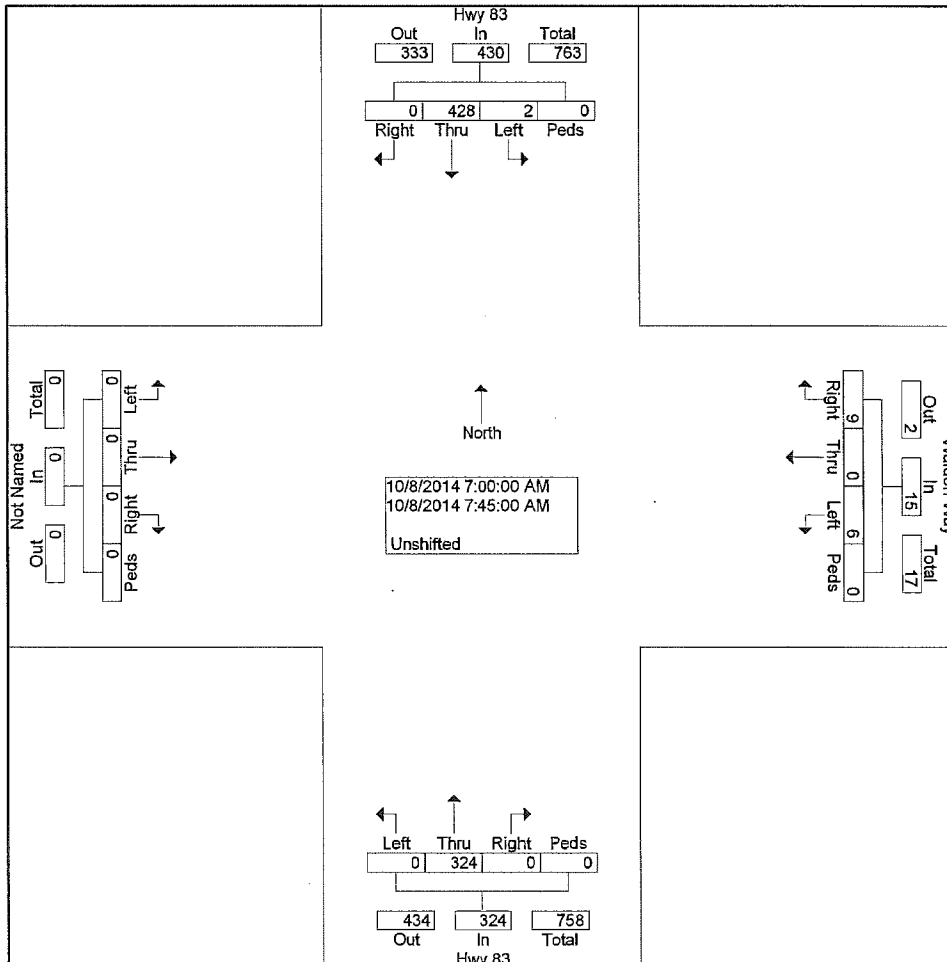 Hwy 83
Out In Total
333 430 763
0 428 2 0
Right Thru Left Peds
Total In Out
0 0 0
Not Named
0 0 0 0
Left Thru Right Peds
North
10/8/2014 7:00:00 AM
10/8/2014 7:45:00 AM
Unshifted
Right Thru Left Peds
9 0 6 0
Out In Total
2 15 17
Way
Left Thru Right Peds
0 324 0 0
434 324 758
Out In Total
Hwy 83